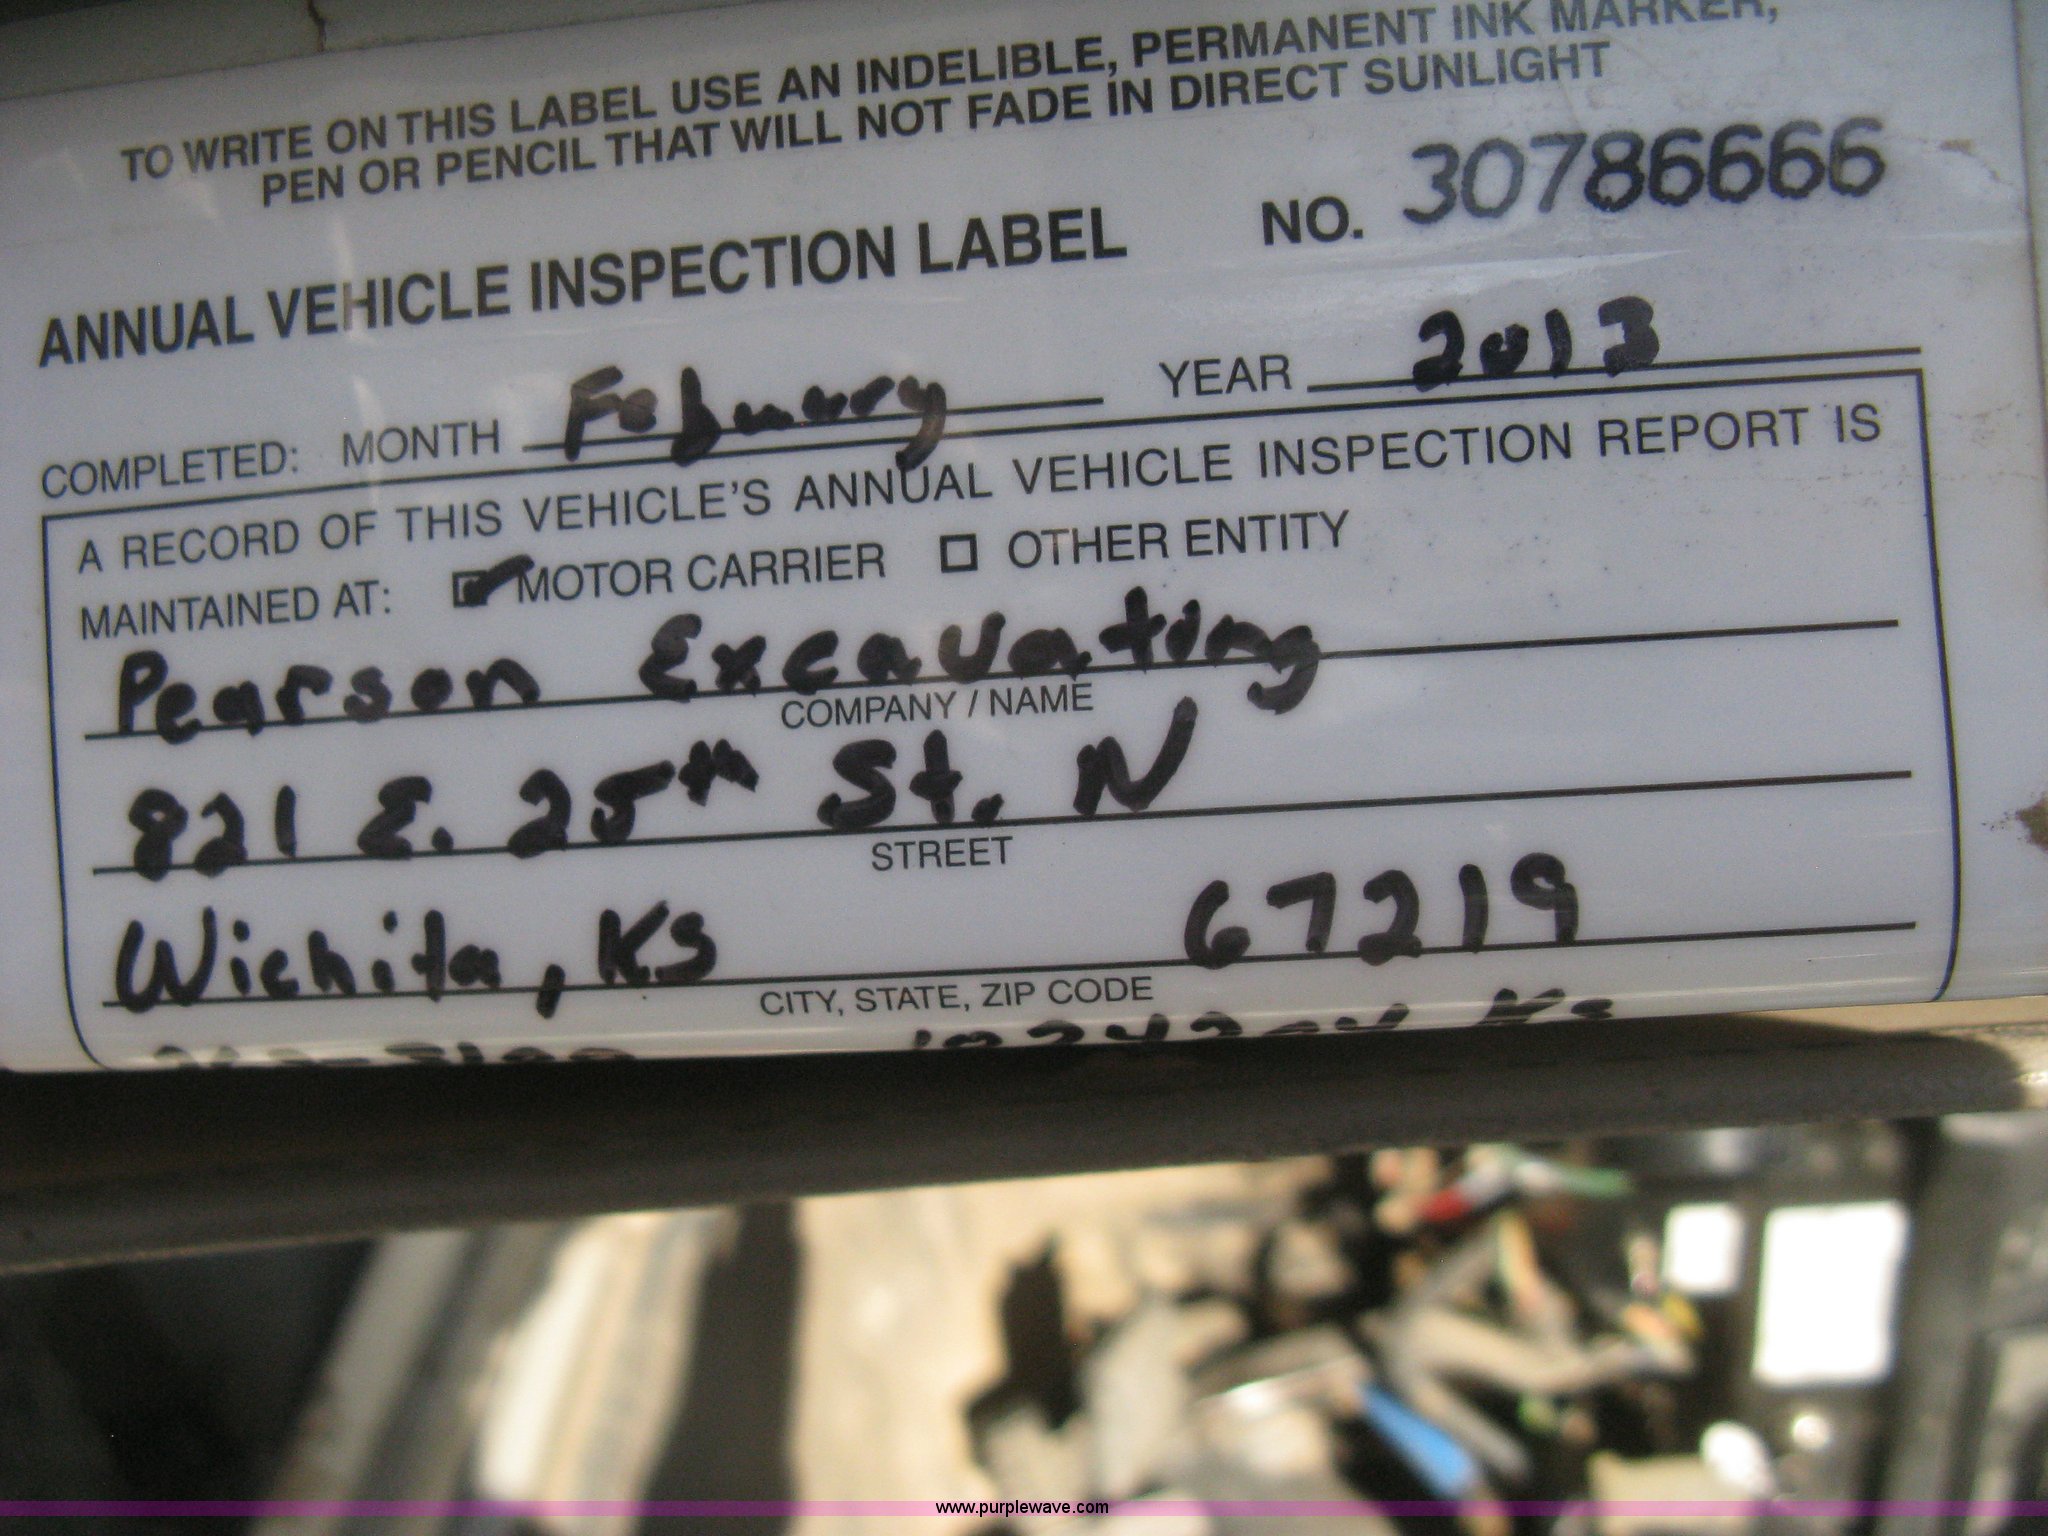 TO WRITE ON THIS LABEL USE AN INDELIBLE, PERMANENT INK MARKER,
PEN OR PENCIL THAT WILL NOT FADE IN DIRECT SUNLIGHT
ANNUAL VEHICLE INSPECTION LABEL NO. 30786666
COMPLETED: MONTH February YEAR 2013
A RECORD OF THIS VEHICLE'S ANNUAL VEHICLE INSPECTION REPORT IS
MAINTAINED AT: MOTOR CARRIER OTHER ENTITY
Pearson Excavating
COMPANY / NAME
821 E. 25th St. N
STREET
Wichita, KS 67219
CITY, STATE, ZIP CODE
www.purplewave.com